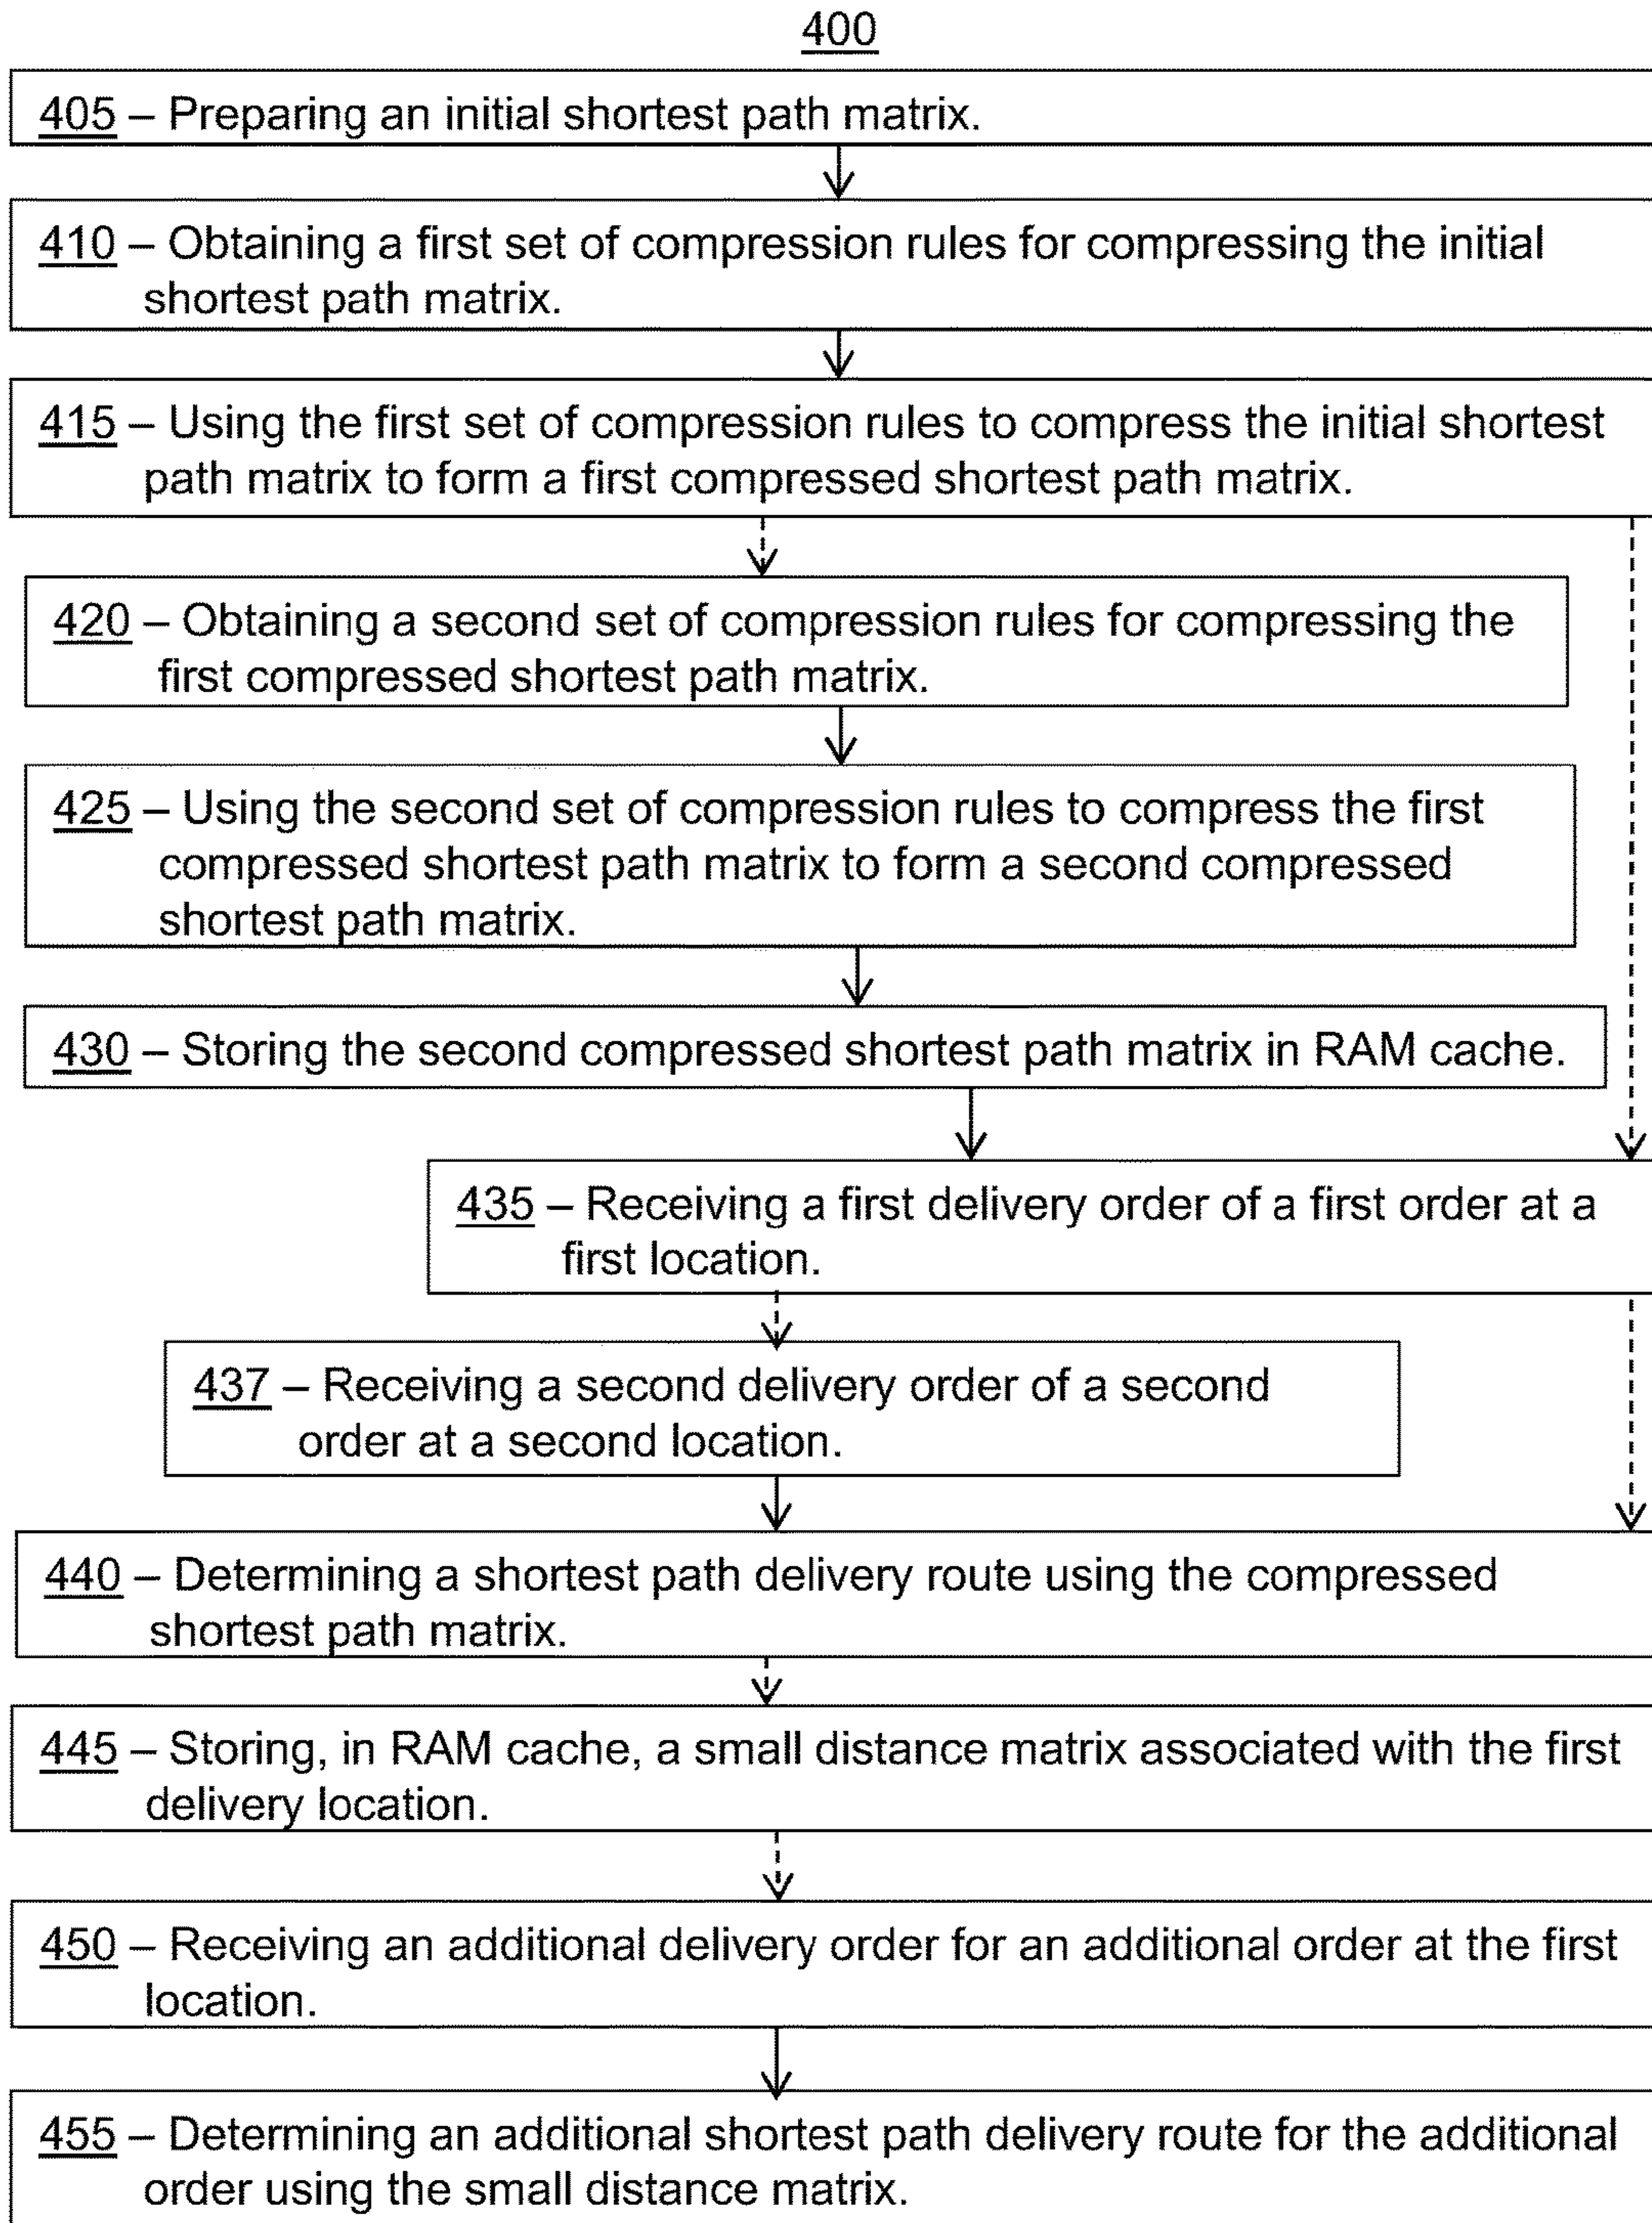 400
405 – Preparing an initial shortest path matrix.
410 – Obtaining a first set of compression rules for compressing the initial
shortest path matrix.
415 – Using the first set of compression rules to compress the initial shortest
path matrix to form a first compressed shortest path matrix.
420 – Obtaining a second set of compression rules for compressing the
first compressed shortest path matrix.
425 – Using the second set of compression rules to compress the first
compressed shortest path matrix to form a second compressed
shortest path matrix.
430 – Storing the second compressed shortest path matrix in RAM cache.
435 – Receiving a first delivery order of a first order at a
first location.
437 – Receiving a second delivery order of a second
order at a second location.
440 – Determining a shortest path delivery route using the compressed
shortest path matrix.
445 – Storing, in RAM cache, a small distance matrix associated with the first
delivery location.
450 – Receiving an additional delivery order for an additional order at the first
location.
455 – Determining an additional shortest path delivery route for the additional
order using the small distance matrix.